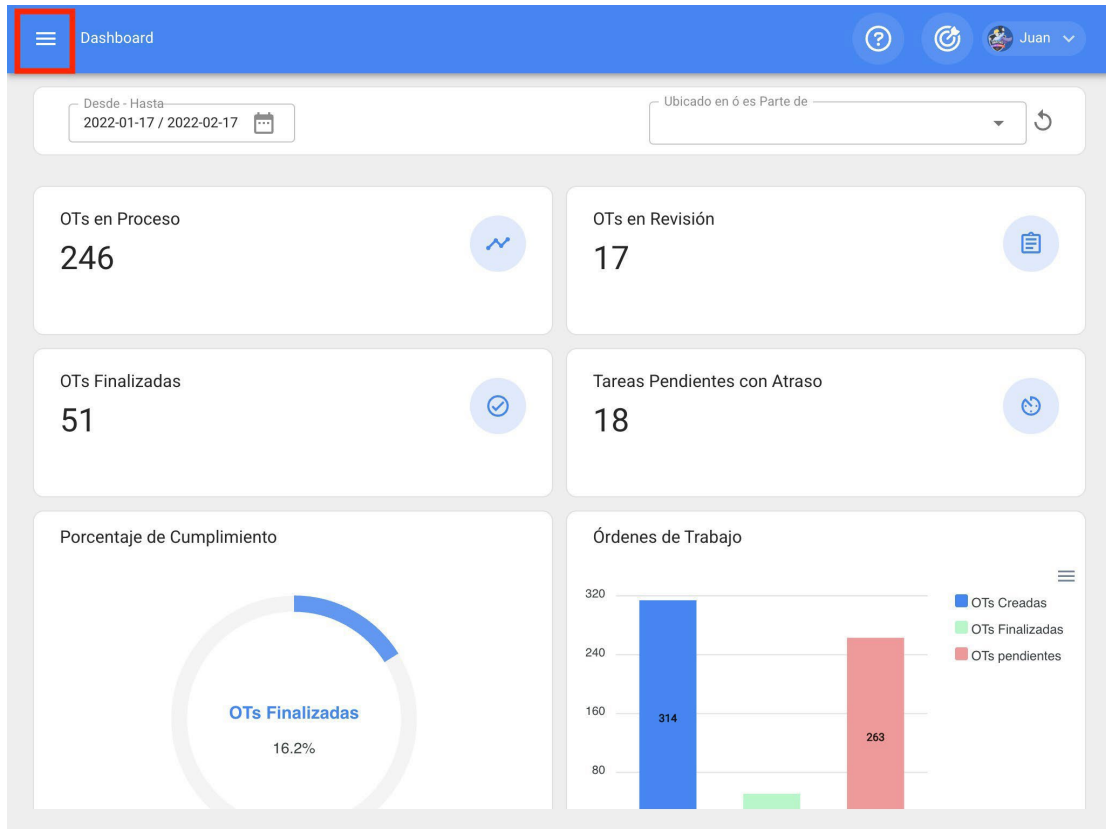 Dashboard
Juan
Desde - Hasta
2022-01-17 / 2022-02-17
Ubicado en ó es Parte de
OTs en Proceso
246
OTs en Revisión
17
OTs Finalizadas
51
Tareas Pendientes con Atraso
18
Porcentaje de Cumplimiento
OTs Finalizadas
16.2%
Órdenes de Trabajo
320
240
160
80
314
263
OTs Creadas
OTs Finalizadas
OTs pendientes